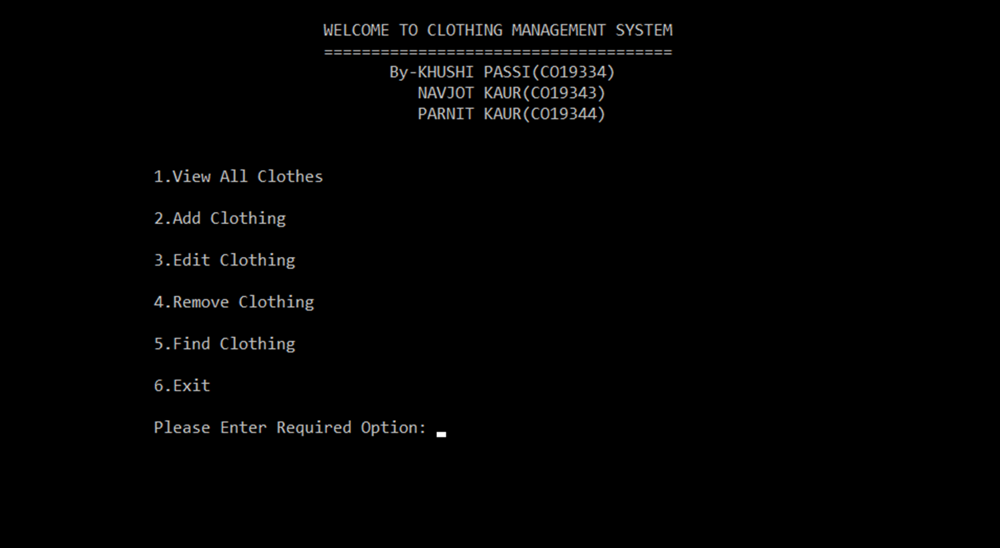 WELCOME TO CLOTHING MANAGEMENT SYSTEM
=====================================
By-KHUSHI PASSI(CO19334)
NAVJOT KAUR(CO19343)
PARNIT KAUR(CO19344)
1.View All Clothes
2.Add Clothing
3.Edit Clothing
4.Remove Clothing
5.Find Clothing
6.Exit
Please Enter Required Option: